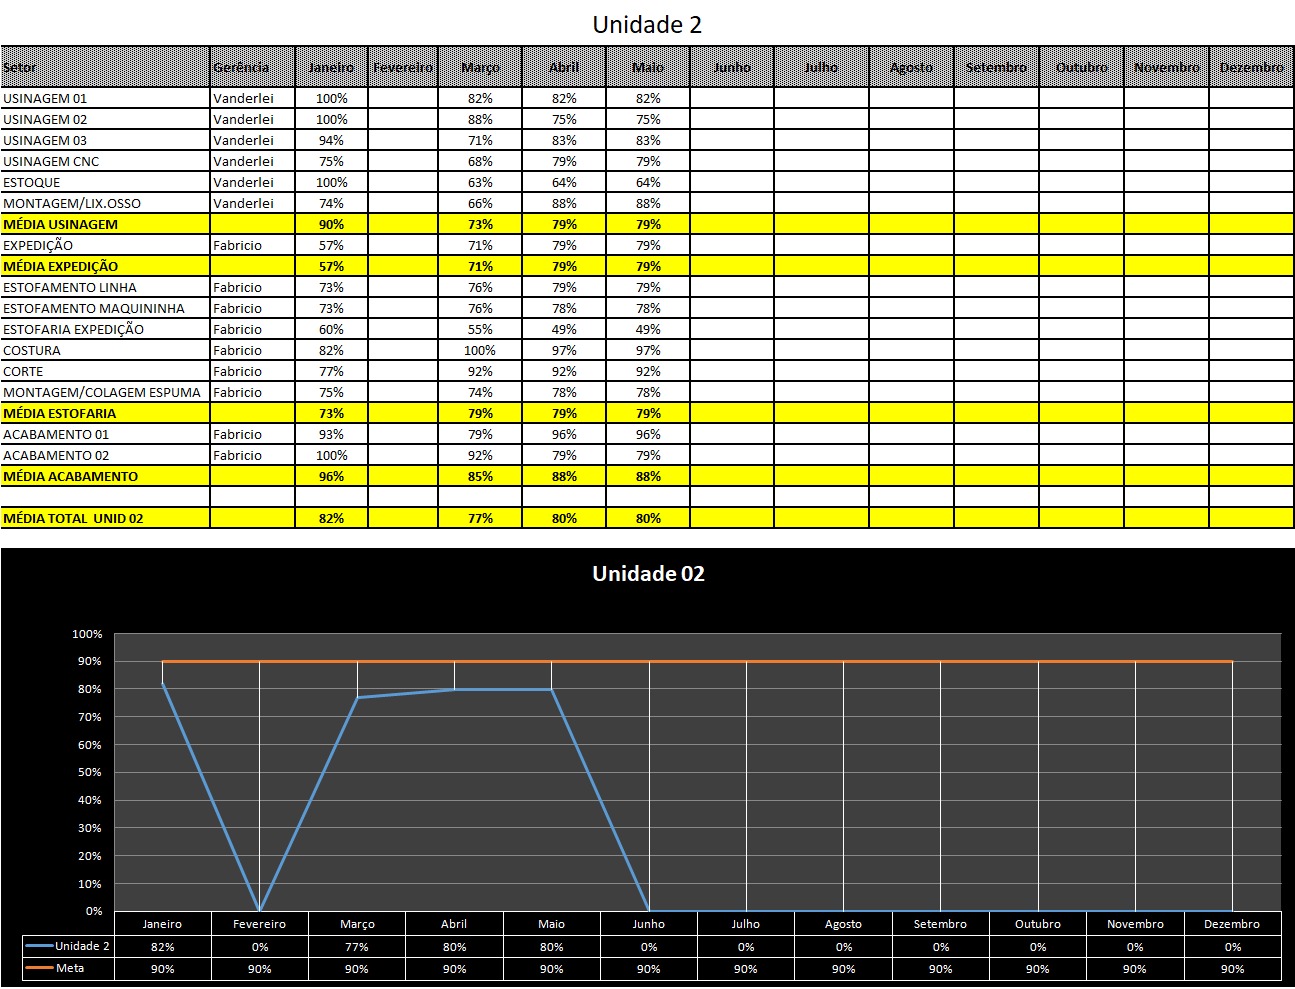 Unidade 2
Setor Gerência Janeiro Fevereiro Março Abril Maio Junho Julho Agosto Setembro Outubro Novembro Dezembro
USINAGEM 01 Vanderlei 100% 82% 82% 82%
USINAGEM 02 Vanderlei 100% 88% 75% 75%
USINAGEM 03 Vanderlei 94% 71% 83% 83%
USINAGEM CNC Vanderlei 75% 68% 79% 79%
ESTOQUE Vanderlei 100% 63% 64% 64%
MONTAGEM/LIX.OSSO Vanderlei 74% 66% 88% 88%
MÉDIA USINAGEM 90% 73% 79% 79%
EXPEDIÇÃO Fabricio 57% 71% 79% 79%
MÉDIA EXPEDIÇÃO 57% 71% 79% 79%
ESTOFAMENTO LINHA Fabricio 73% 76% 79% 79%
ESTOFAMENTO MAQUININHA Fabricio 73% 76% 78% 78%
ESTOFARIA EXPEDIÇÃO Fabricio 60% 55% 49% 49%
COSTURA Fabricio 82% 100% 97% 97%
CORTE Fabricio 77% 92% 92% 92%
MONTAGEM/COLAGEM ESPUMA Fabricio 75% 74% 78% 78%
MÉDIA ESTOFARIA 73% 79% 79% 79%
ACABAMENTO 01 Fabricio 93% 79% 96% 96%
ACABAMENTO 02 Fabricio 100% 92% 79% 79%
MÉDIA ACABAMENTO 96% 85% 88% 88%
MÉDIA TOTAL UNID 02 82% 77% 80% 80%
Unidade 02
100%
90%
80%
70%
60%
50%
40%
30%
20%
10%
0%
Janeiro Fevereiro Março Abril Maio Junho Julho Agosto Setembro Outubro Novembro Dezembro
Unidade 2 82% 0% 77% 80% 80% 0% 0% 0% 0% 0% 0% 0%
Meta 90% 90% 90% 90% 90% 90% 90% 90% 90% 90% 90% 90%